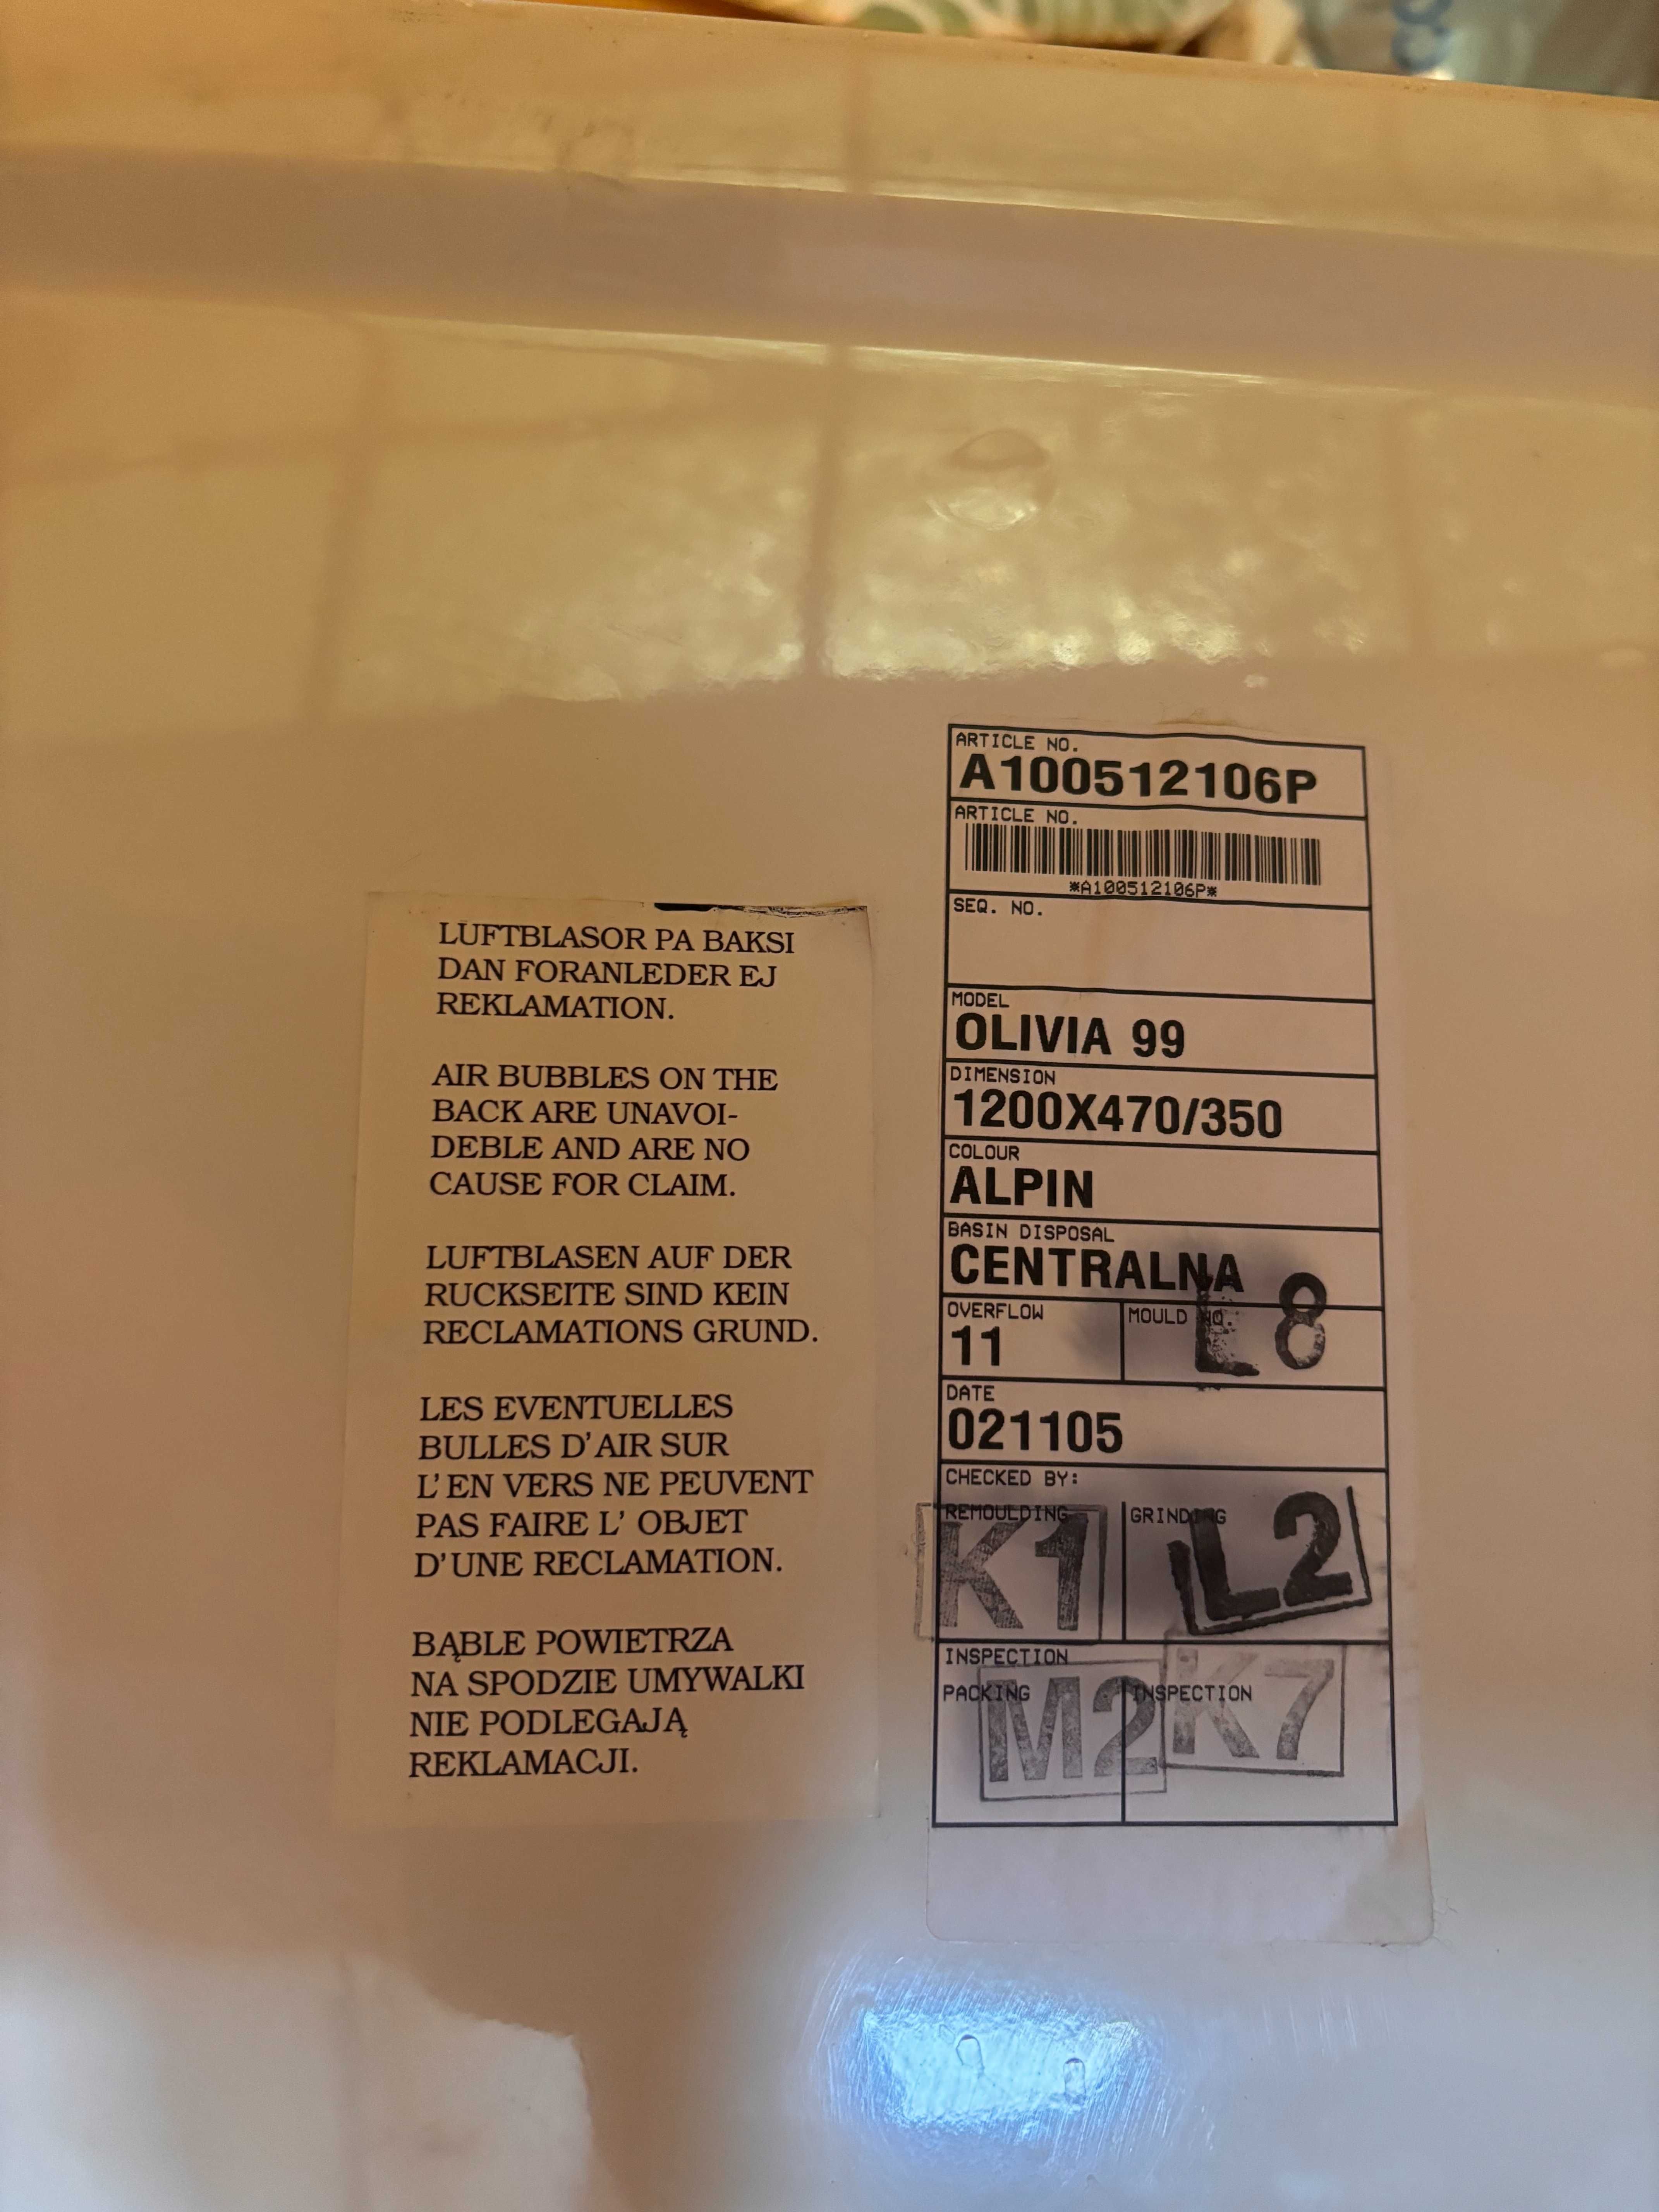 LUFTBLASOR PA BAKSI
DAN FORANLEDER EJ
REKLAMATION.
AIR BUBBLES ON THE
BACK ARE UNAVOI-
DEBLE AND ARE NO
CAUSE FOR CLAIM.
LUFTBLASEN AUF DER
RUCKSEITE SIND KEIN
RECLAMATIONS GRUND.
LES EVENTUELLES
BULLES D'AIR SUR
L'EN VERS NE PEUVENT
PAS FAIRE L' OBJET
D'UNE RECLAMATION.
BĄBLE POWIETRZA
NA SPODZIE UMYWALKI
NIE PODLEGAJĄ
REKLAMACJI.
ARTICLE NO.
A100512106P
ARTICLE NO.
*A100512106P*
SEQ. NO.
MODEL
OLIVIA 99
DIMENSION
1200X470/350
COLOUR
ALPIN
BASIN DISPOSAL
CENTRALNA
OVERFLOW
11
MOULD NO.
L 8
DATE
021105
CHECKED BY:
REMOULDING
K1
GRINDING
L2
INSPECTION
PACKING
M2
INSPECTION
K7